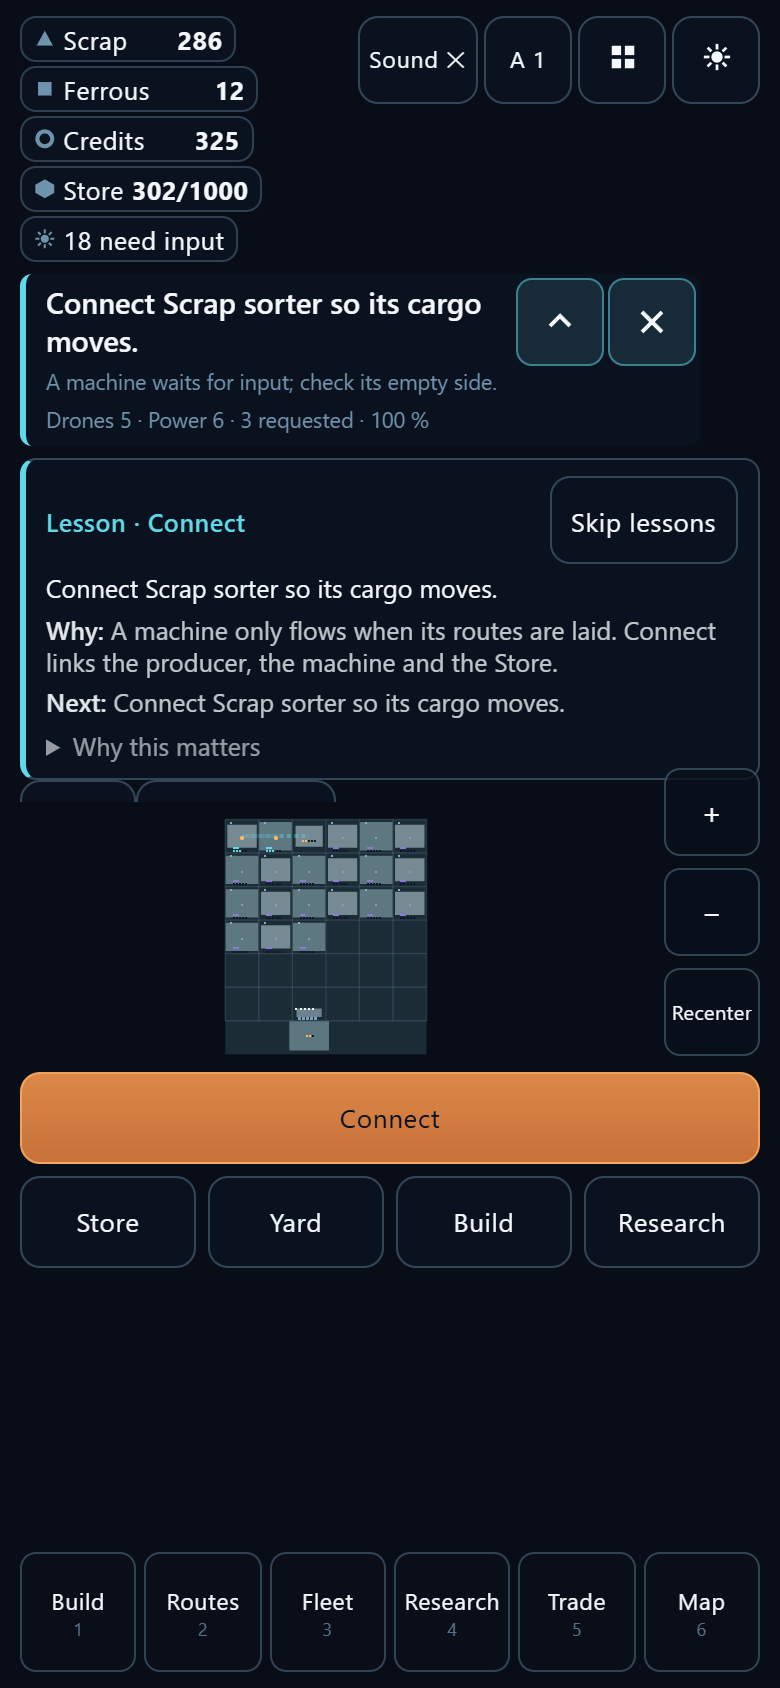 Scrap 286
Ferrous 12
Credits 325
Store 302/1000
18 need input
Sound ×
A 1
Connect Scrap sorter so its cargo
moves.
A machine waits for input; check its empty side.
Drones 5 · Power 6 · 3 requested · 100 %
Lesson · Connect
Skip lessons
Connect Scrap sorter so its cargo moves.
Why: A machine only flows when its routes are laid. Connect
links the producer, the machine and the Store.
Next: Connect Scrap sorter so its cargo moves.
▶ Why this matters
+
−
Recenter
Connect
Store
Yard
Build
Research
Build
1
Routes
2
Fleet
3
Research
4
Trade
5
Map
6